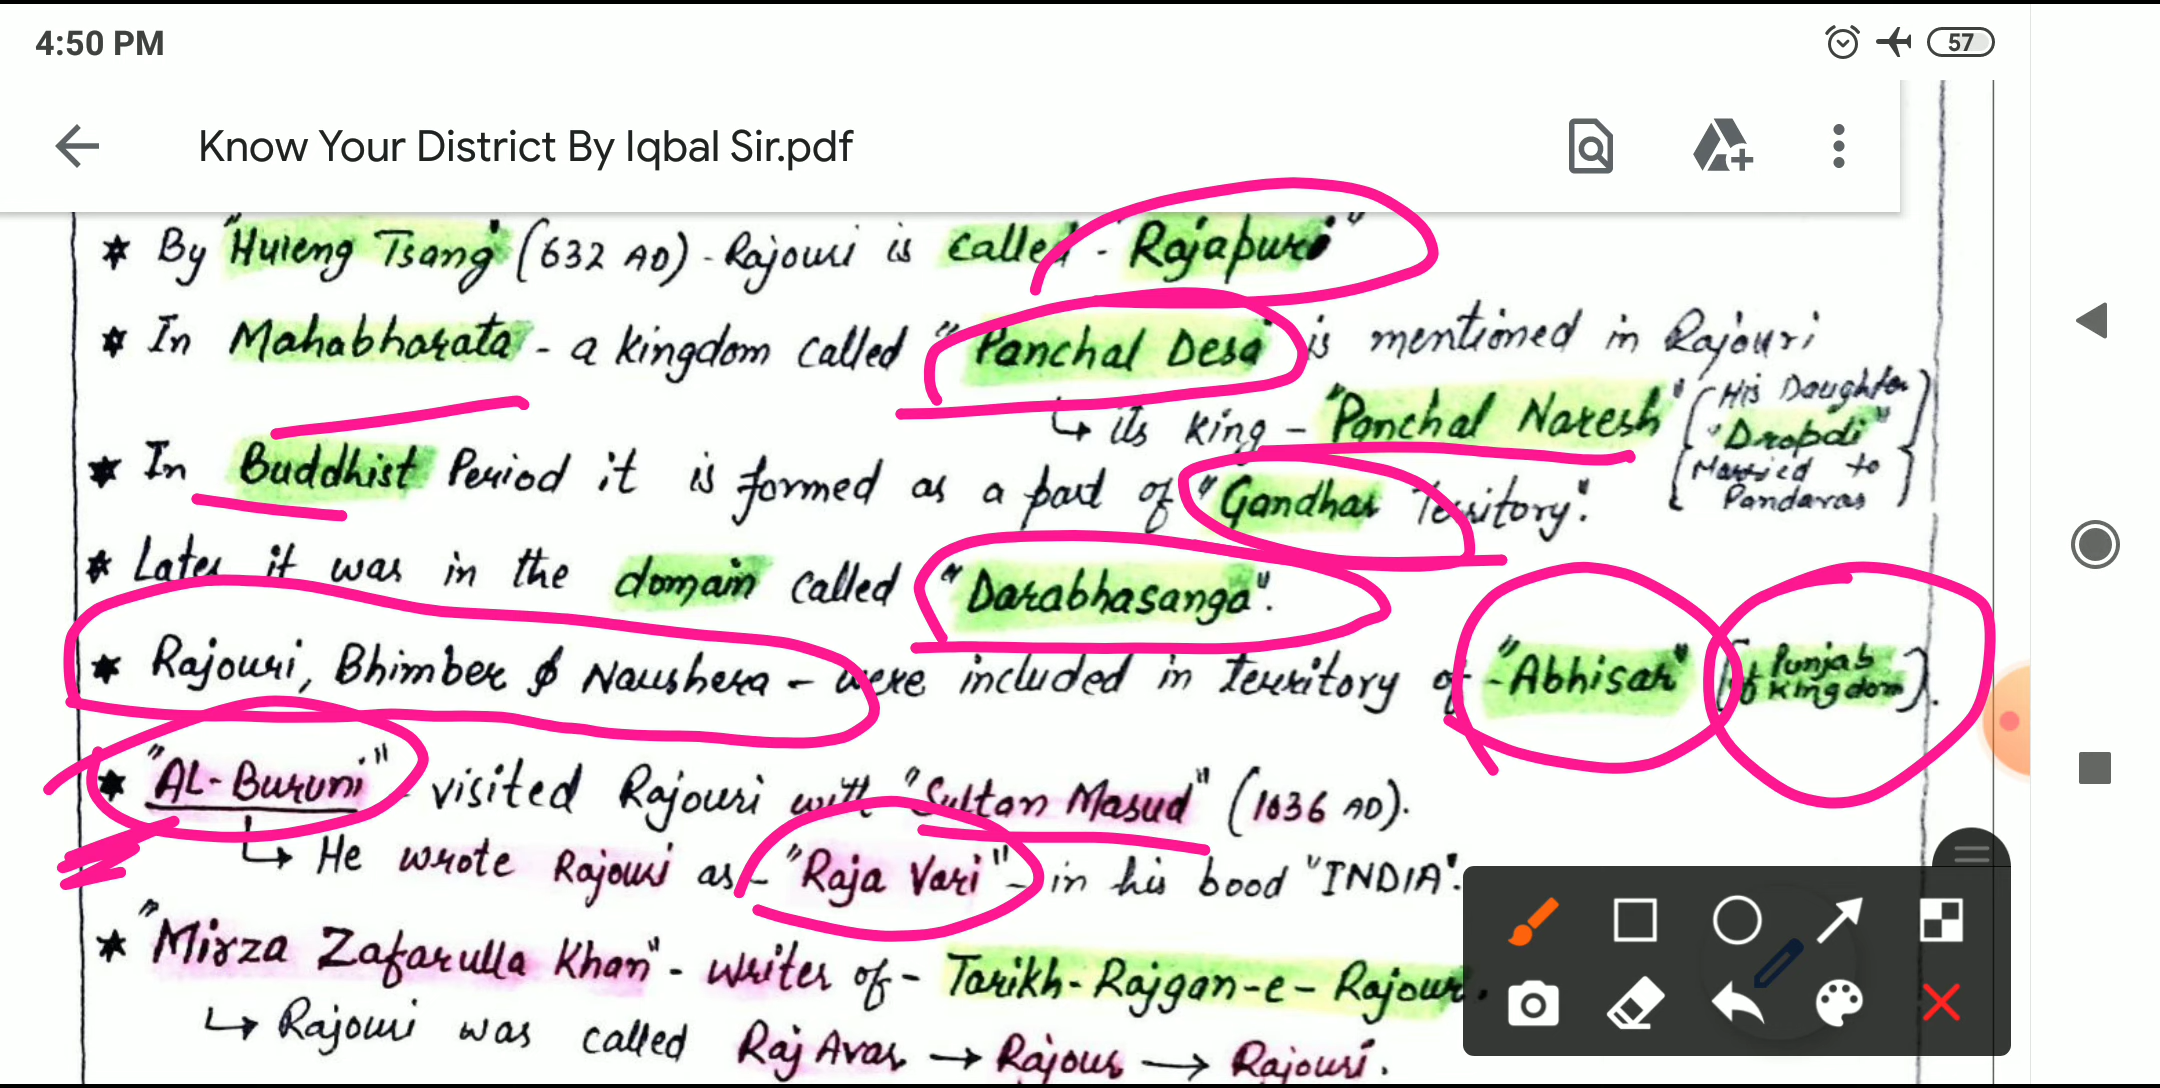 4:50 PM
57
Know Your District By Iqbal Sir.pdf
* By "Huieng Tsang" (632 AD) - Rajouri is called - "Rajapuri"
* In Mahabharata - a kingdom called "Panchal Desa" is mentioned in Rajouri
↳ its king - "Panchal Naresh" (His Daughter "Dropdi" Married to Pandavas)
* In Buddhist Period it is formed as a part of "Gandhar Territory".
* Later it was in the domain called "Darabhasanga".
* Rajouri, Bhimber & Naushera - were included in territory of - "Abhisar" [of Punjab kingdom].
* "AL-Buruni" visited Rajouri with "Sultan Masud" (1036 AD).
↳ He wrote Rajouri as - "Raja Vari" - in his bood "INDIA".
* "Mirza Zafarulla Khan" - writer of - Tarikh-Rajgan-e-Rajour.
↳ Rajouri was called Raj Avar → Rajour → Rajouri.